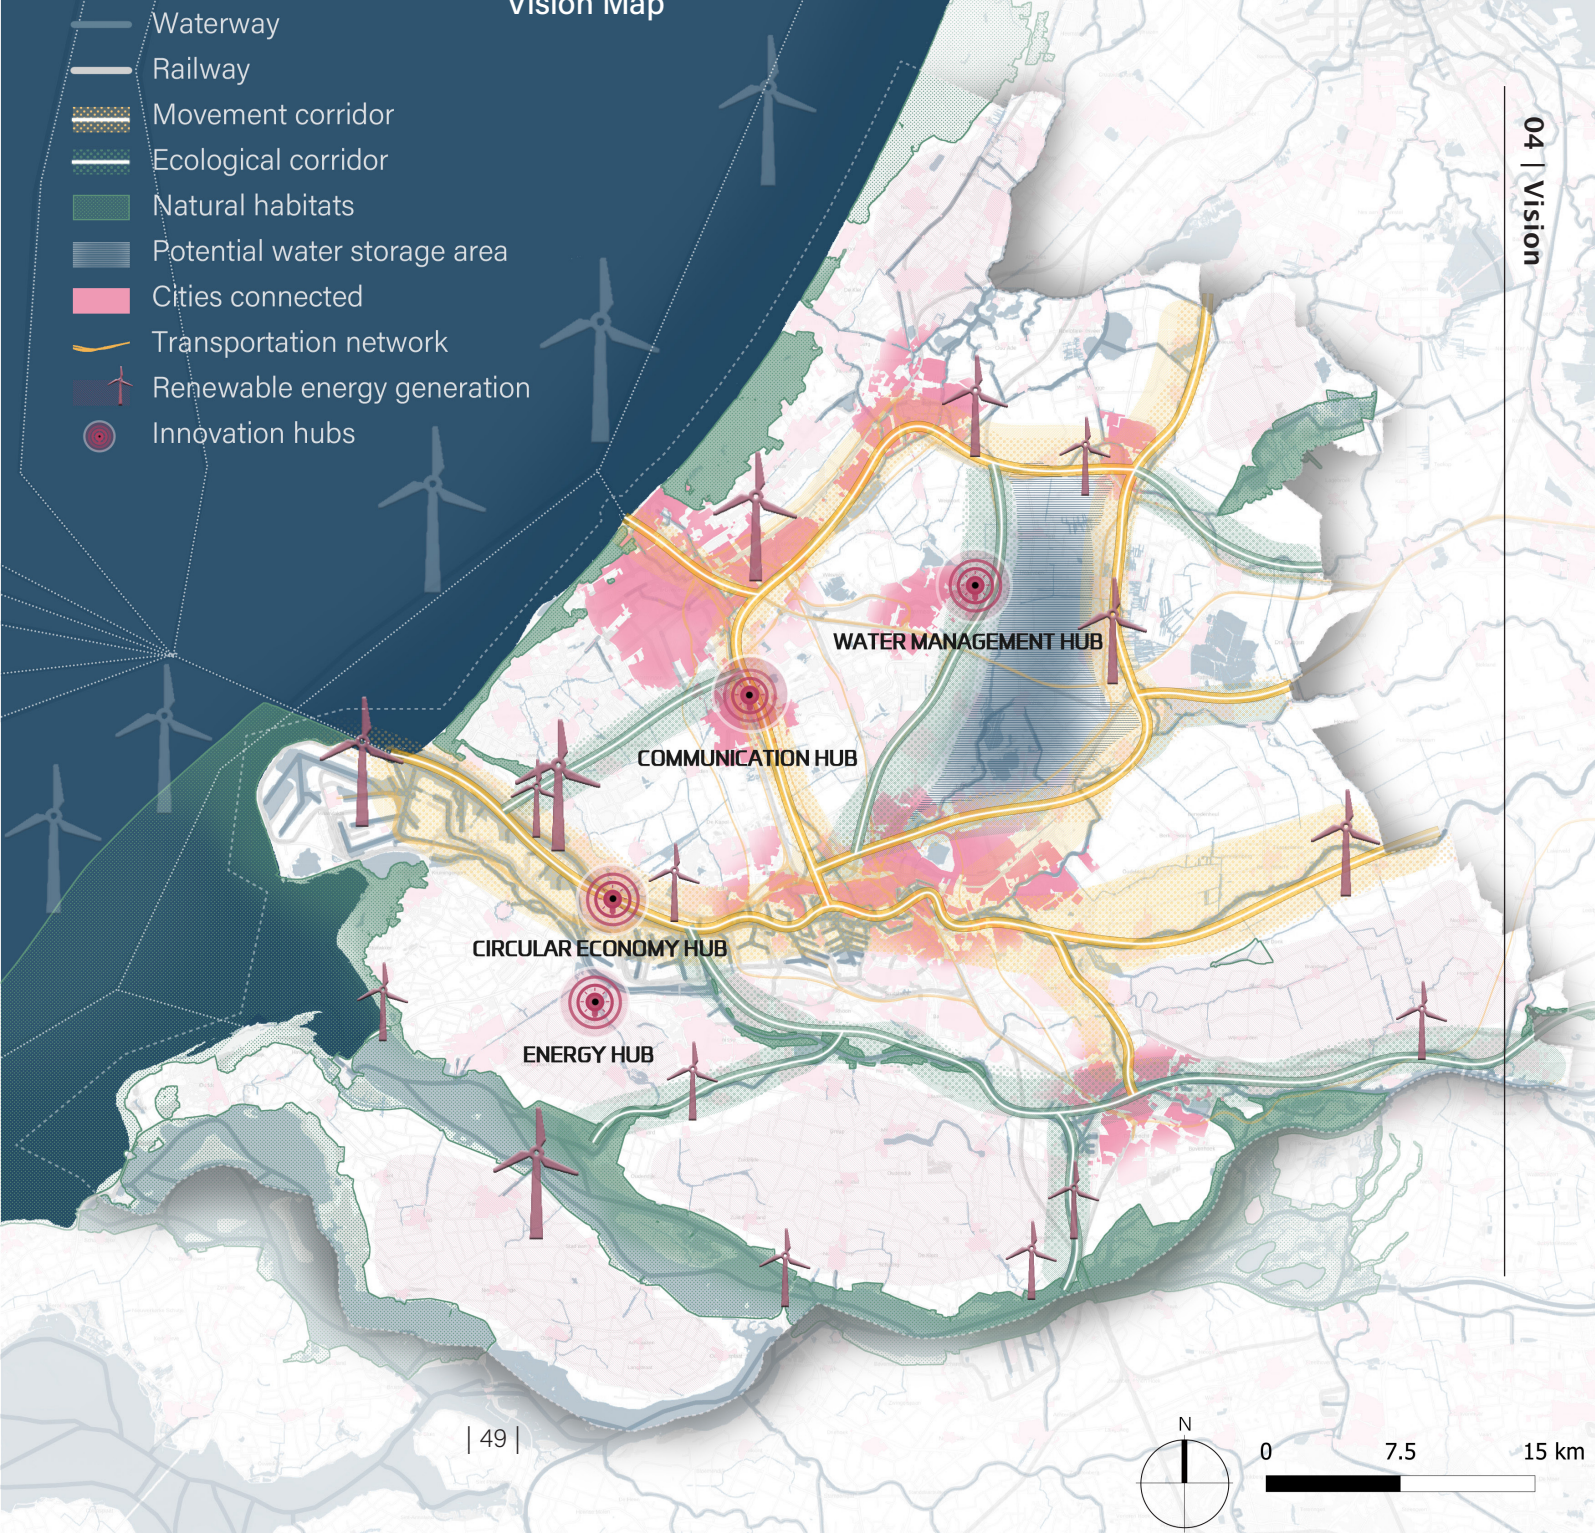 Vision Map
Waterway
Railway
Movement corridor
Ecological corridor
Natural habitats
Potential water storage area
Cities connected
Transportation network
Renewable energy generation
Innovation hubs
04 | Vision
WATER MANAGEMENT HUB
COMMUNICATION HUB
CIRCULAR ECONOMY HUB
ENERGY HUB
| 49 |
N
0 7.5 15 km